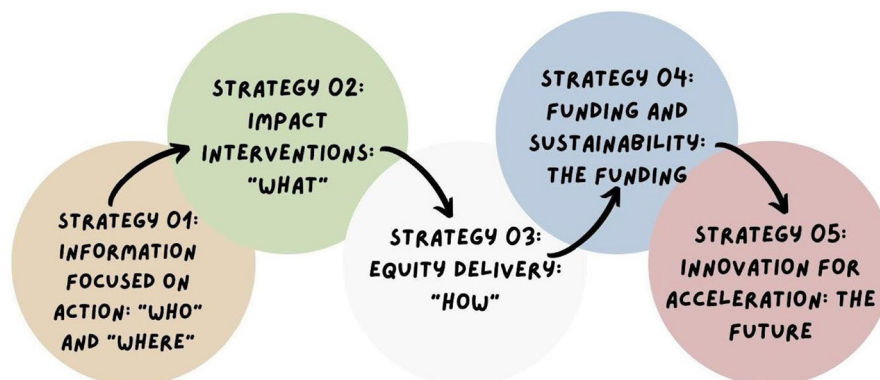 STRATEGY 01:
INFORMATION
FOCUSED ON
ACTION: "WHO"
AND "WHERE"
STRATEGY 02:
IMPACT
INTERVENTIONS:
"WHAT"
STRATEGY 03:
EQUITY DELIVERY:
"HOW"
STRATEGY 04:
FUNDING AND
SUSTAINABILITY:
THE FUNDING
STRATEGY 05:
INNOVATION FOR
ACCELERATION: THE
FUTURE